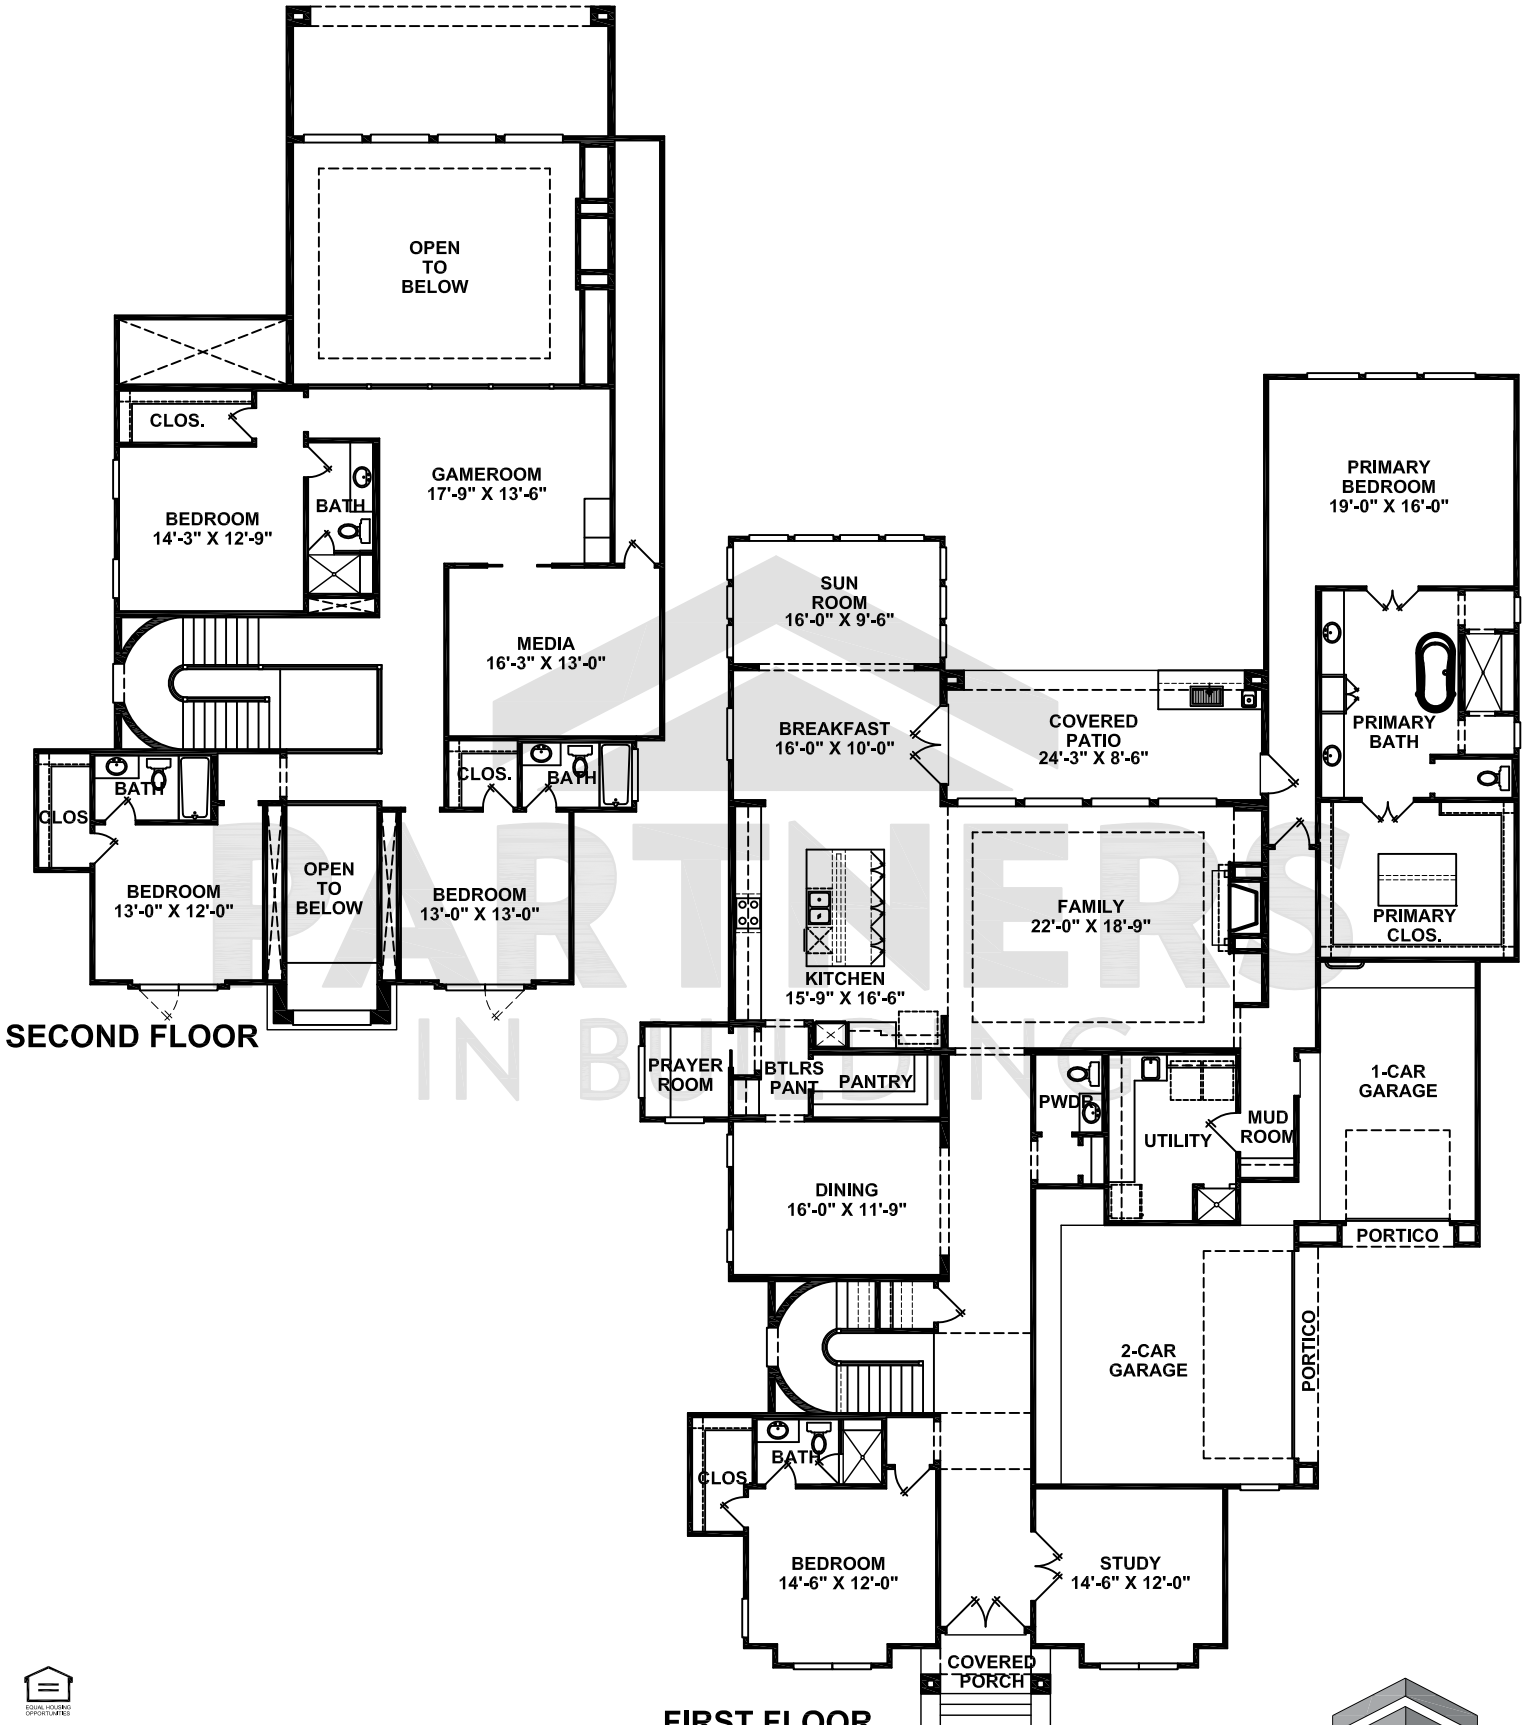 OPEN
TO
BELOW
CLOS.
GAMEROOM
17'-9" X 13'-6"
BATH
BEDROOM
14'-3" X 12'-9"
MEDIA
16'-3" X 13'-0"
CLOS.
BATH
BATH
CLOS.
BEDROOM
13'-0" X 12'-0"
OPEN
TO
BELOW
BEDROOM
13'-0" X 13'-0"
SECOND FLOOR
PRIMARY
BEDROOM
19'-0" X 16'-0"
SUN
ROOM
16'-0" X 9'-6"
BREAKFAST
16'-0" X 10'-0"
COVERED
PATIO
24'-3" X 8'-6"
PRIMARY
BATH
PRIMARY
CLOS.
FAMILY
22'-0" X 18'-9"
KITCHEN
15'-9" X 16'-6"
PARTNERS
IN BUILDING
PRAYER
ROOM
BTLRS
PANT
PANTRY
PWDR
UTILITY
MUD
ROOM
1-CAR
GARAGE
PORTICO
DINING
16'-0" X 11'-9"
2-CAR
GARAGE
PORTICO
BATH
CLOS.
BEDROOM
14'-6" X 12'-0"
STUDY
14'-6" X 12'-0"
COVERED
PORCH
FIRST FLOOR
EQUAL HOUSING
OPPORTUNITIES